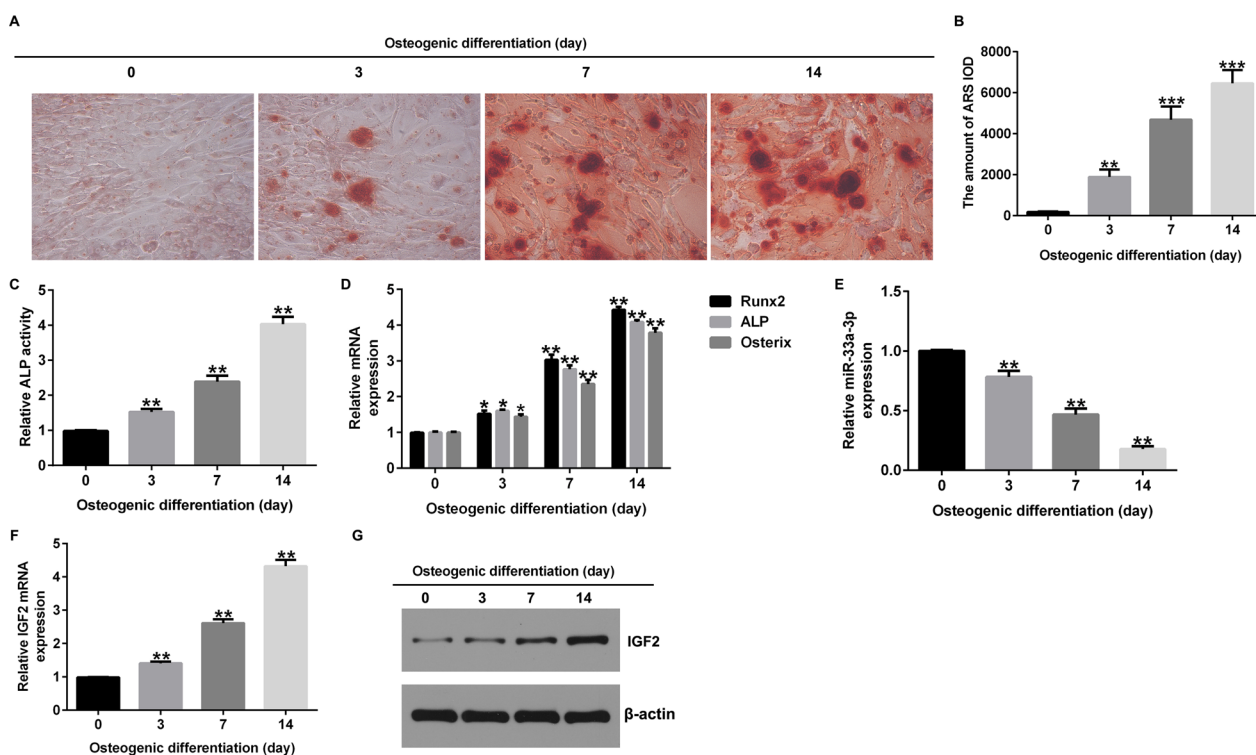 A
Osteogenic differentiation (day)
0 3 7 14
B
The amount of ARS IOD
8000
6000
4000
2000
0
**
***
***
0 3 7 14
Osteogenic differentiation (day)
C
Relative ALP activity
5
4
3
2
1
0
**
**
**
0 3 7 14
Osteogenic differentiation (day)
D
Relative mRNA
expression
5
4
3
2
1
0
* * *
** ** **
** ** **
0 3 7 14
Osteogenic differentiation (day)
Runx2
ALP
Osterix
E
Relative miR-33a-3p
expression
1.5
1.0
0.5
0.0
**
**
**
0 3 7 14
Osteogenic differentiation (day)
F
Relative IGF2 mRNA
expression
5
4
3
2
1
0
**
**
**
0 3 7 14
Osteogenic differentiation (day)
G
Osteogenic differentiation (day)
0 3 7 14
IGF2
β-actin